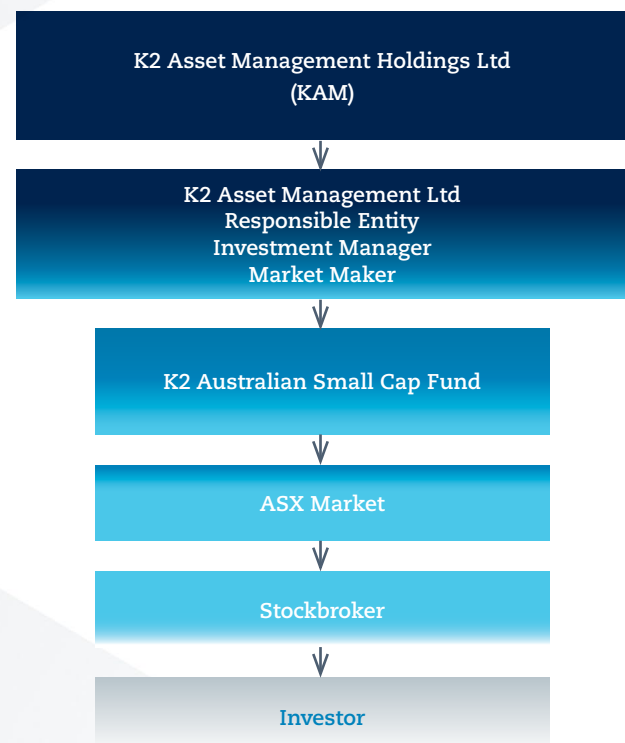 K2 Asset Management Holdings Ltd
(KAM)
K2 Asset Management Ltd
Responsible Entity
Investment Manager
Market Maker
K2 Australian Small Cap Fund
ASX Market
Stockbroker
Investor